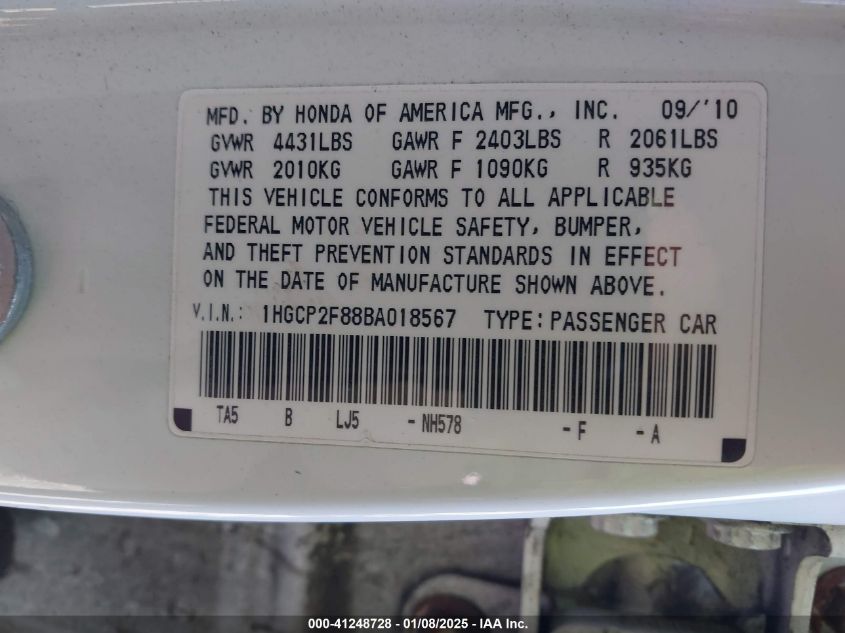 MFD. BY HONDA OF AMERICA MFG., INC. 09/'10
GVWR 4431LBS GAWR F 2403LBS R 2061LBS
GVWR 2010KG GAWR F 1090KG R 935KG
THIS VEHICLE CONFORMS TO ALL APPLICABLE
FEDERAL MOTOR VEHICLE SAFETY, BUMPER,
AND THEFT PREVENTION STANDARDS IN EFFECT
ON THE DATE OF MANUFACTURE SHOWN ABOVE.
V.I.N.: 1HGCP2F88BA018567 TYPE: PASSENGER CAR
TA5 B LJ5 -NH578 -F -A
000-41248728 - 01/08/2025 - IAA Inc.